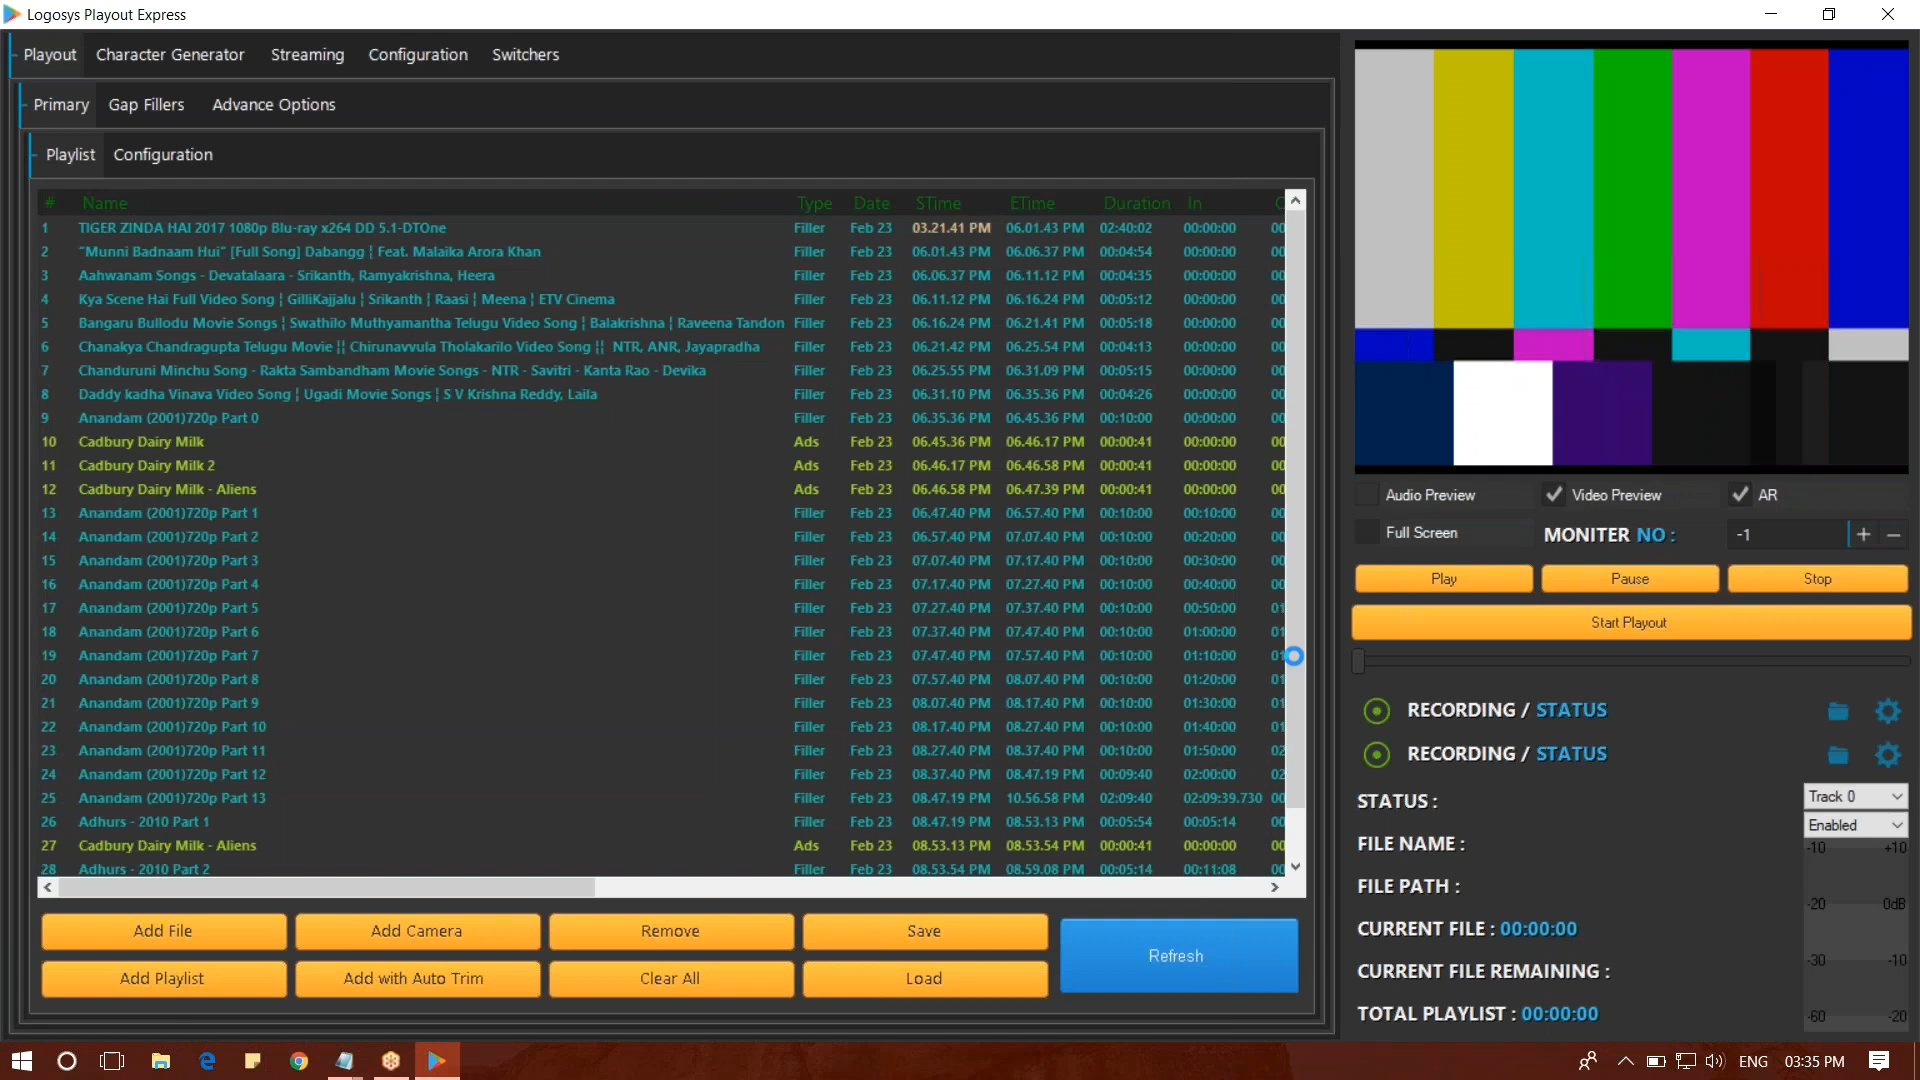 Logosys Playout Express
Playout Character Generator Streaming Configuration Switchers
Primary Gap Fillers Advance Options
Playlist Configuration
# Name Type Date STime ETime Duration In
1 TIGER ZINDA HAI 2017 1080p Blu-ray x264 DD 5.1-DTOne Filler Feb 23 03.21.41 PM 06.01.43 PM 02:40:02 00:00:00 00
2 "Munni Badnaam Hui" [Full Song] Dabangg ¦ Feat. Malaika Arora Khan Filler Feb 23 06.01.43 PM 06.06.37 PM 00:04:54 00:00:00 00
3 Aahwanam Songs - Devatalaara - Srikanth, Ramyakrishna, Heera Filler Feb 23 06.06.37 PM 06.11.12 PM 00:04:35 00:00:00 00
4 Kya Scene Hai Full Video Song ¦ GilliKajjalu ¦ Srikanth ¦ Raasi ¦ Meena ¦ ETV Cinema Filler Feb 23 06.11.12 PM 06.16.24 PM 00:05:12 00:00:00 00
5 Bangaru Bullodu Movie Songs ¦ Swathilo Muthyamantha Telugu Video Song ¦ Balakrishna ¦ Raveena Tandon Filler Feb 23 06.16.24 PM 06.21.41 PM 00:05:18 00:00:00 00
6 Chanakya Chandragupta Telugu Movie ¦¦ Chirunavvula Tholakarilo Video Song ¦¦ NTR, ANR, Jayapradha Filler Feb 23 06.21.42 PM 06.25.54 PM 00:04:13 00:00:00 00
7 Chanduruni Minchu Song - Rakta Sambandham Movie Songs - NTR - Savitri - Kanta Rao - Devika Filler Feb 23 06.25.55 PM 06.31.09 PM 00:05:15 00:00:00 00
8 Daddy kadha Vinava Video Song ¦ Ugadi Movie Songs ¦ S V Krishna Reddy, Laila Filler Feb 23 06.31.10 PM 06.35.36 PM 00:04:26 00:00:00 00
9 Anandam (2001)720p Part 0 Filler Feb 23 06.35.36 PM 06.45.36 PM 00:10:00 00:00:00 00
10 Cadbury Dairy Milk Ads Feb 23 06.45.36 PM 06.46.17 PM 00:00:41 00:00:00 00
11 Cadbury Dairy Milk 2 Ads Feb 23 06.46.17 PM 06.46.58 PM 00:00:41 00:00:00 00
12 Cadbury Dairy Milk - Aliens Ads Feb 23 06.46.58 PM 06.47.39 PM 00:00:41 00:00:00 00
13 Anandam (2001)720p Part 1 Filler Feb 23 06.47.40 PM 06.57.40 PM 00:10:00 00:10:00 00
14 Anandam (2001)720p Part 2 Filler Feb 23 06.57.40 PM 07.07.40 PM 00:10:00 00:20:00 00
15 Anandam (2001)720p Part 3 Filler Feb 23 07.07.40 PM 07.17.40 PM 00:10:00 00:30:00 00
16 Anandam (2001)720p Part 4 Filler Feb 23 07.17.40 PM 07.27.40 PM 00:10:00 00:40:00 00
17 Anandam (2001)720p Part 5 Filler Feb 23 07.27.40 PM 07.37.40 PM 00:10:00 00:50:00 01
18 Anandam (2001)720p Part 6 Filler Feb 23 07.37.40 PM 07.47.40 PM 00:10:00 01:00:00 01
19 Anandam (2001)720p Part 7 Filler Feb 23 07.47.40 PM 07.57.40 PM 00:10:00 01:10:00 01
20 Anandam (2001)720p Part 8 Filler Feb 23 07.57.40 PM 08.07.40 PM 00:10:00 01:20:00 01
21 Anandam (2001)720p Part 9 Filler Feb 23 08.07.40 PM 08.17.40 PM 00:10:00 01:30:00 01
22 Anandam (2001)720p Part 10 Filler Feb 23 08.17.40 PM 08.27.40 PM 00:10:00 01:40:00 01
23 Anandam (2001)720p Part 11 Filler Feb 23 08.27.40 PM 08.37.40 PM 00:10:00 01:50:00 02
24 Anandam (2001)720p Part 12 Filler Feb 23 08.37.40 PM 08.47.19 PM 00:09:40 02:00:00 02
25 Anandam (2001)720p Part 13 Filler Feb 23 08.47.19 PM 10.56.58 PM 02:09:40 02:09:39.730 00
26 Adhurs - 2010 Part 1 Filler Feb 23 08.47.19 PM 08.53.13 PM 00:05:54 00:05:14 00
27 Cadbury Dairy Milk - Aliens Ads Feb 23 08.53.13 PM 08.53.54 PM 00:00:41 00:00:00 00
28 Adhurs - 2010 Part 2 Filler Feb 23 08.53.54 PM 08.59.08 PM 00:05:14 00:11:08 00
Add File Add Camera Remove Save
Refresh
Add Playlist Add with Auto Trim Clear All Load
Audio Preview Video Preview AR
Full Screen MONITER NO : -1 + -
Play Pause Stop
Start Playout
RECORDING / STATUS
RECORDING / STATUS
STATUS : Track 0
Enabled
FILE NAME : -10 +10
FILE PATH :
-20 0dB
CURRENT FILE : 00:00:00
-30 -10
CURRENT FILE REMAINING :
TOTAL PLAYLIST : 00:00:00 -60 -20
ENG 03:35 PM